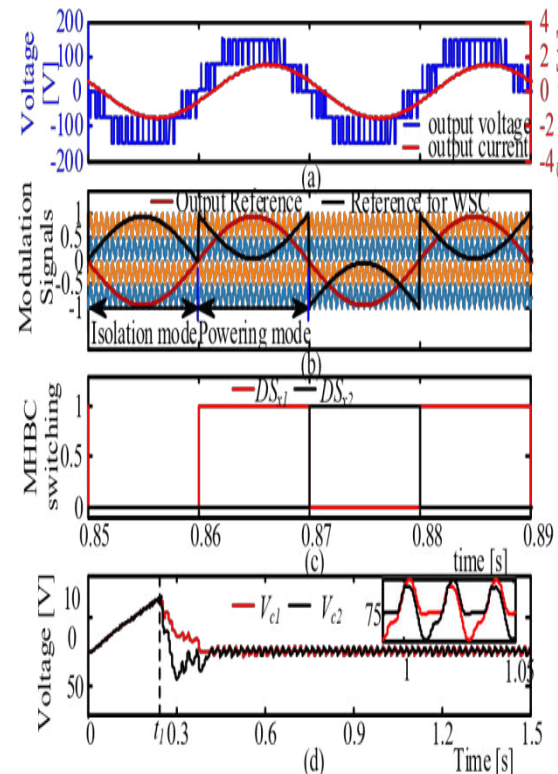 200
100
0
-100
-200
Voltage
[V]
4
2
0
-2
-4
output voltage
output current
(a)
Output Reference
Reference for WSC
1
0.5
0
-0.5
-1
Modulation
Signals
Isolation mode
Powering mode
(b)
DSx1
DSx2
1
0.5
0
MHBC
switching
0.85
0.86
0.87
0.88
0.89
(c)
time [s]
10
0
50
Voltage [V]
Vc1
Vc2
75
1
1.05
0
t1
0.3
0.6
0.9
1.2
1.5
(d)
Time [s]